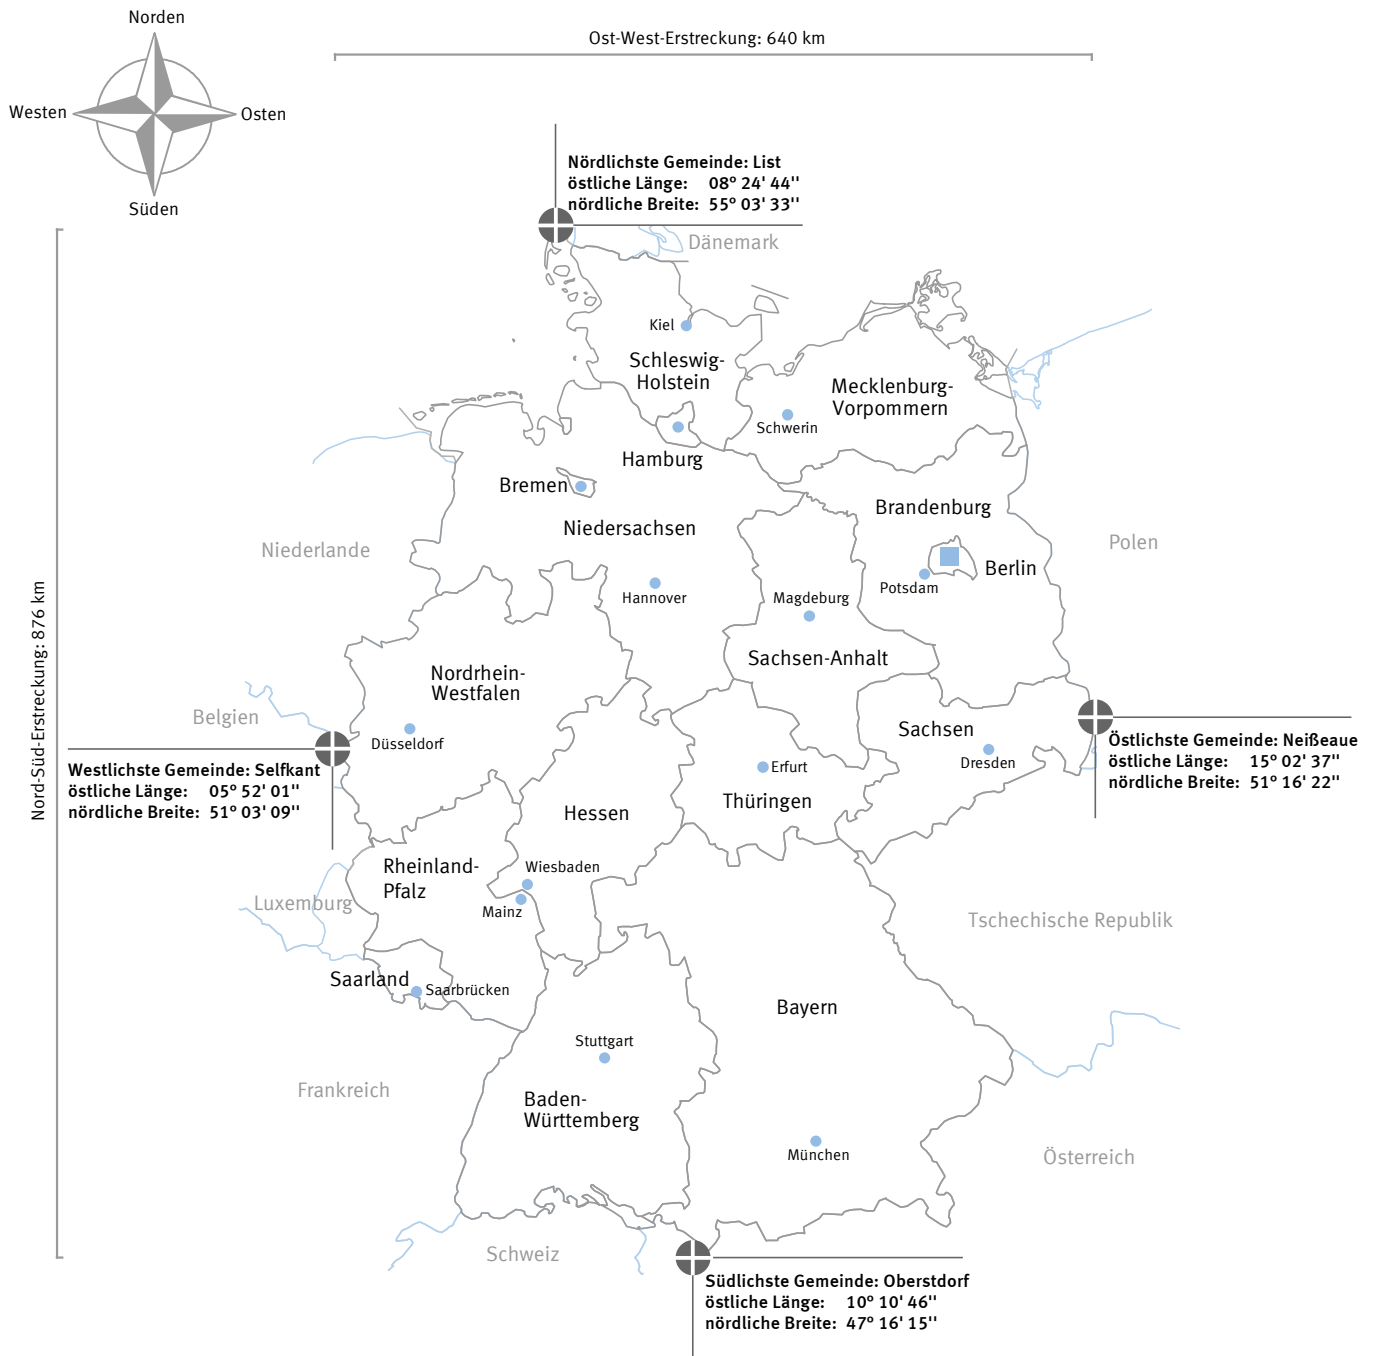 Norden
Ost-West-Erstreckung: 640 km
Westen
Osten
Süden
Nördlichste Gemeinde: List
östliche Länge: 08° 24' 44''
nördliche Breite: 55° 03' 33''
Dänemark
Kiel
Schleswig-
Holstein
Mecklenburg-
Vorpommern
Schwerin
Hamburg
Bremen
Niedersachsen
Brandenburg
Niederlande
Polen
Berlin
Potsdam
Hannover
Magdeburg
Nord-Süd-Erstreckung: 876 km
Sachsen-Anhalt
Nordrhein-
Westfalen
Belgien
Düsseldorf
Sachsen
Dresden
Westlichste Gemeinde: Selfkant
östliche Länge: 05° 52' 01''
nördliche Breite: 51° 03' 09''
Östlichste Gemeinde: Neißeaue
östliche Länge: 15° 02' 37''
nördliche Breite: 51° 16' 22''
Erfurt
Thüringen
Hessen
Rheinland-
Pfalz
Wiesbaden
Mainz
Luxemburg
Tschechische Republik
Saarland
Saarbrücken
Bayern
Stuttgart
Frankreich
Baden-
Württemberg
München
Österreich
Schweiz
Südlichste Gemeinde: Oberstdorf
östliche Länge: 10° 10' 46''
nördliche Breite: 47° 16' 15''